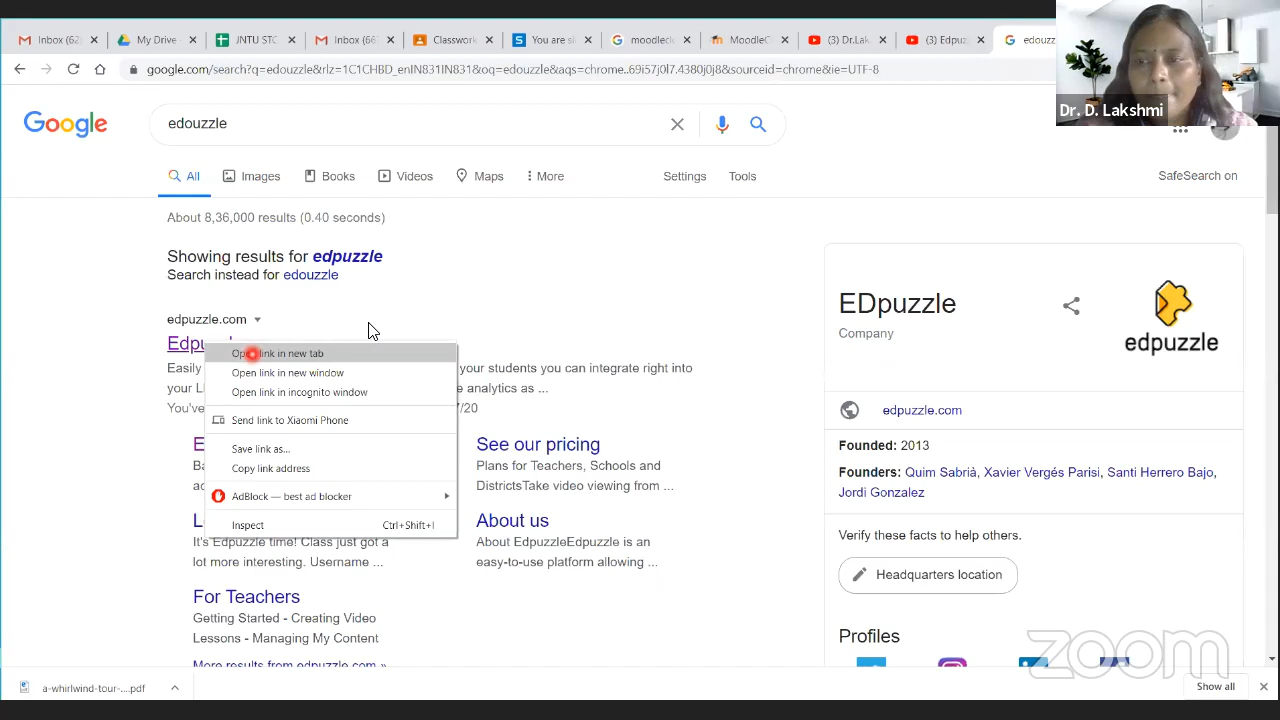 Inbox (62
My Drive
JNTU STC
Inbox (66
Classwork
You are si
moodlecl
MoodleC
(3) Dr.Lak
(3) Edpuz
edouzz
google.com/search?q=edouzzle&rlz=1C1CHBD_enIN831IN831&oq=edouzzle&aqs=chrome..69i57j0l7.4380j0j8&sourceid=chrome&ie=UTF-8
Dr. D. Lakshmi
Google
edouzzle
All
Images
Books
Videos
Maps
More
Settings
Tools
SafeSearch on
About 8,36,000 results (0.40 seconds)
Showing results for edpuzzle
Search instead for edouzzle
edpuzzle.com
Open link in new tab
Open link in new window
Open link in incognito window
Send link to Xiaomi Phone
Save link as...
Copy link address
AdBlock — best ad blocker
Inspect Ctrl+Shift+I
Easily
your students you can integrate right into
your LI
e analytics as ...
You've
7/20
See our pricing
Plans for Teachers, Schools and
DistrictsTake video viewing from ...
It's Edpuzzle time! Class just got a
lot more interesting. Username ...
About us
About EdpuzzleEdpuzzle is an
easy-to-use platform allowing ...
For Teachers
Getting Started - Creating Video
Lessons - Managing My Content
More results from edpuzzle.com »
EDpuzzle
Company
edpuzzle
edpuzzle.com
Founded: 2013
Founders: Quim Sabrià, Xavier Vergés Parisi, Santi Herrero Bajo,
Jordi Gonzalez
Verify these facts to help others.
Headquarters location
Profiles
zoom
a-whirlwind-tour-....pdf
Show all